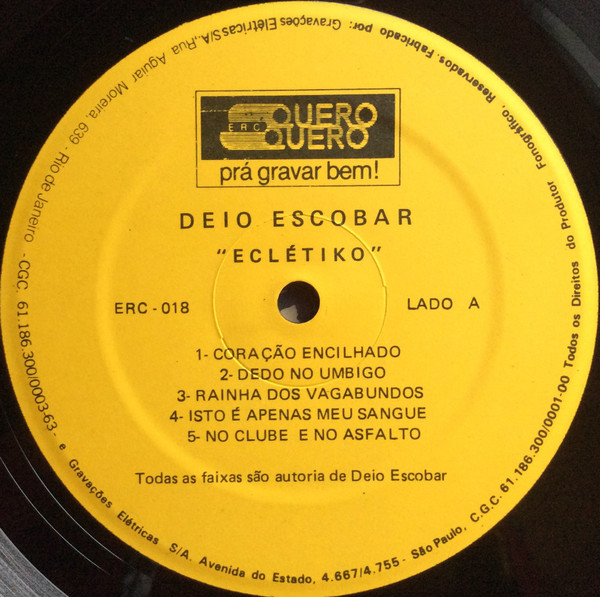 QUERO
ERC QUERO
prá gravar bem!
DEIO ESCOBAR
"ECLÉTIKO"
ERC - 018
LADO A
1- CORAÇÃO ENCILHADO
2- DEDO NO UMBIGO
3- RAINHA DOS VAGABUNDOS
4- ISTO É APENAS MEU SANGUE
5- NO CLUBE E NO ASFALTO
Todas as faixas são autoria de Deio Escobar
Todos os Direitos do Produtor Fonográfico, Reservados. Fabricado por: Gravações Elétricas S/A., Rua Aguiar Moreira, 639 - Rio de Janeiro - CGC. 61.186.300/0003-63 - e Gravações Elétricas S/A. Avenida do Estado, 4.667/4.755 - São Paulo, C.G.C. 61.186.300/0001-00